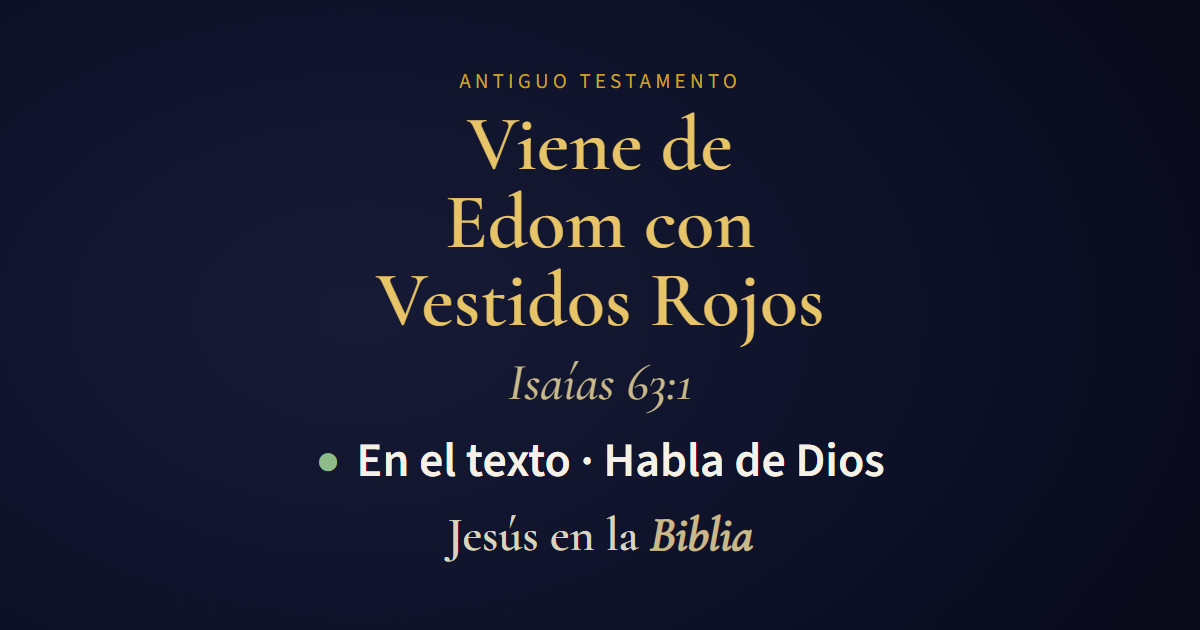 ANTIGUO TESTAMENTO
Viene de
Edom con
Vestidos Rojos
Isaías 63:1
● En el texto · Habla de Dios
Jesús en la Biblia